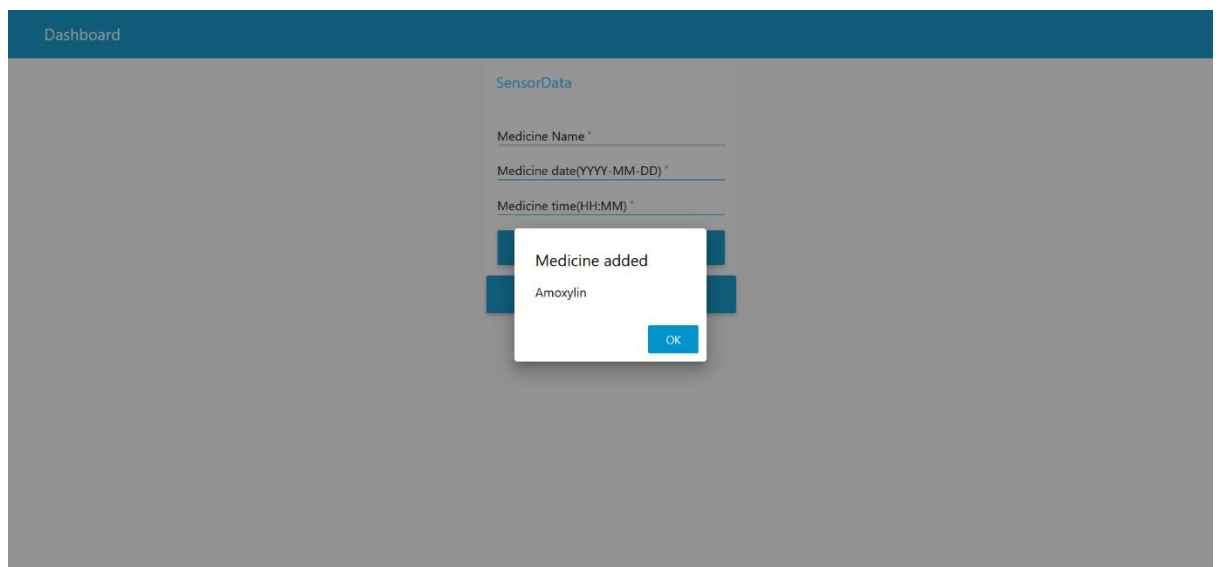 Dashboard
SensorData
Medicine Name *
Medicine date(YYYY-MM-DD) *
Medicine time(HH:MM) *
Medicine added
Amoxylin
OK